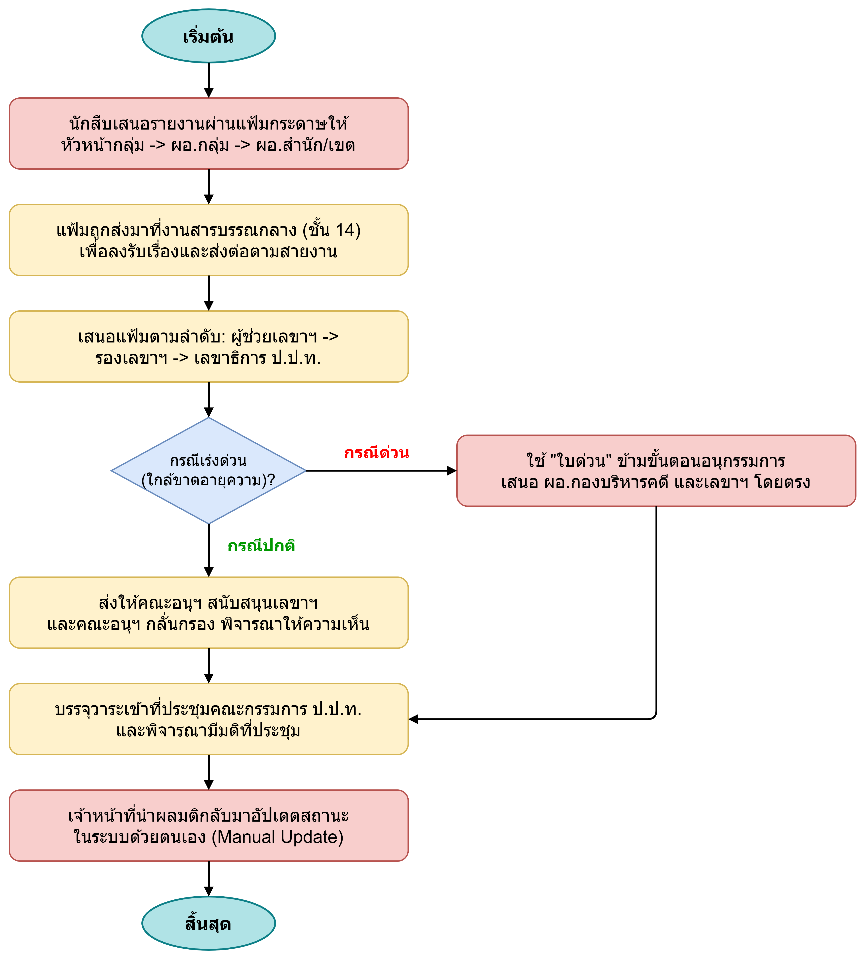 เริ่มต้น
นักสืบเสนอรายงานผ่านแฟ้มกระดาษให้
หัวหน้ากลุ่ม -> ผอ.กลุ่ม -> ผอ.สำนัก/เขต
แฟ้มถูกส่งมาที่งานสารบรรณกลาง (ชั้น 14)
เพื่อลงรับเรื่องและส่งต่อตามสายงาน
เสนอแฟ้มตามลำดับ: ผู้ช่วยเลขาฯ ->
รองเลขาฯ -> เลขาธิการ ป.ป.ท.
กรณีเร่งด่วน
(ใกล้ขาดอายุความ)?
กรณีด่วน
ใช้ "ใบด่วน" ข้ามขั้นตอนอนุกรรมการ
เสนอ ผอ.กองบริหารคดี และเลขาฯ โดยตรง
กรณีปกติ
ส่งให้คณะอนุฯ สนับสนุนเลขาฯ
และคณะอนุฯ กลั่นกรอง พิจารณาให้ความเห็น
บรรจุวาระเข้าที่ประชุมคณะกรรมการ ป.ป.ท.
และพิจารณามีมติที่ประชุม
เจ้าหน้าที่นำผลมติกลับมาอัปเดตสถานะ
ในระบบด้วยตนเอง (Manual Update)
สิ้นสุด